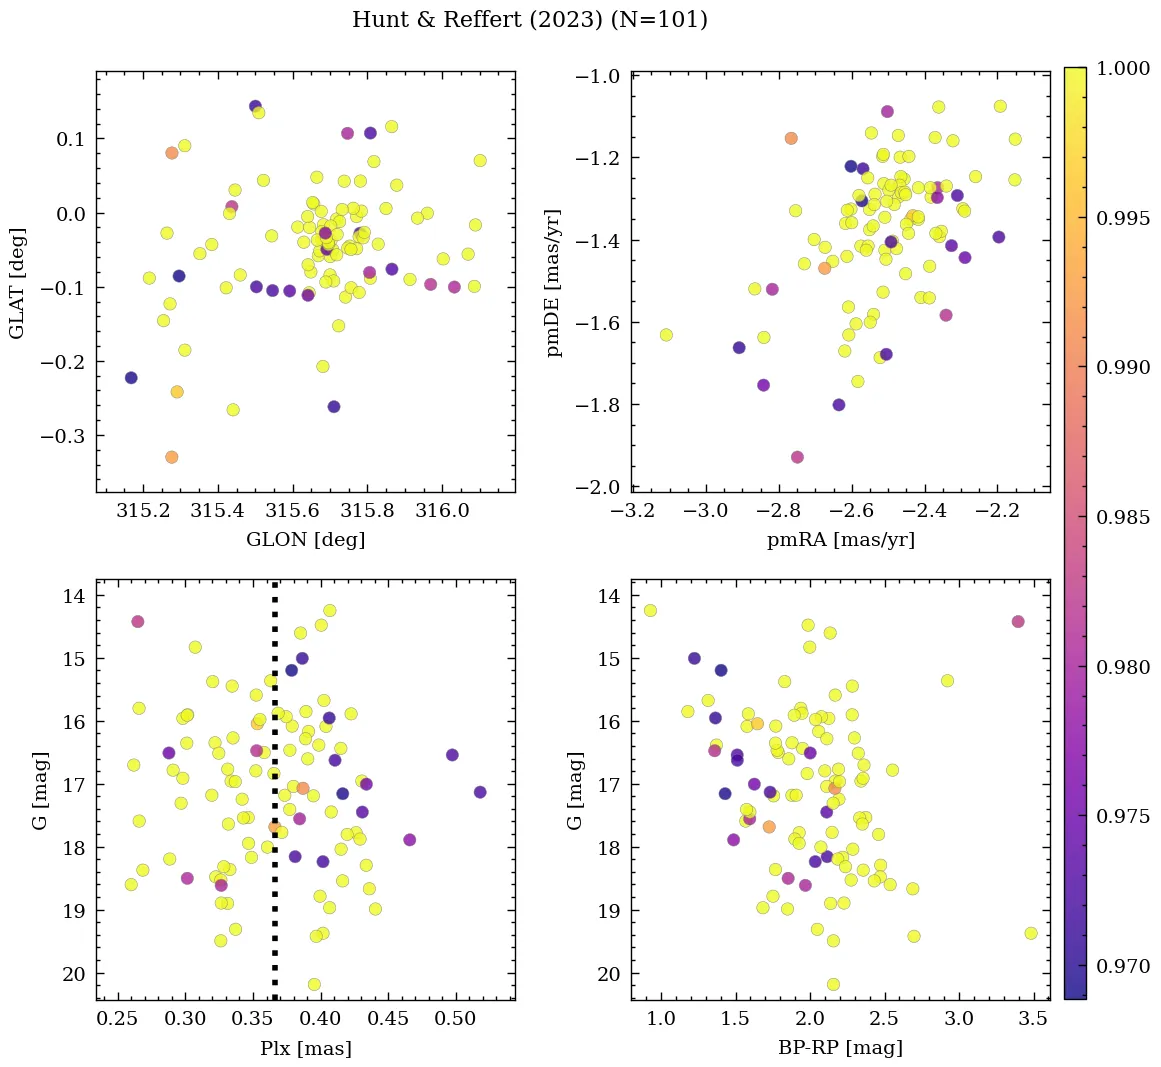 Hunt & Reffert (2023) (N=101)
0.1
0.0
−0.1
−0.2
−0.3
GLAT [deg]
315.2 315.4 315.6 315.8 316.0
GLON [deg]
−1.0
−1.2
−1.4
−1.6
−1.8
−2.0
pmDE [mas/yr]
−3.2 −3.0 −2.8 −2.6 −2.4 −2.2
pmRA [mas/yr]
14
15
16
17
18
19
20
G [mag]
0.25 0.30 0.35 0.40 0.45 0.50
Plx [mas]
14
15
16
17
18
19
20
G [mag]
1.0 1.5 2.0 2.5 3.0 3.5
BP-RP [mag]
1.000
0.995
0.990
0.985
0.980
0.975
0.970